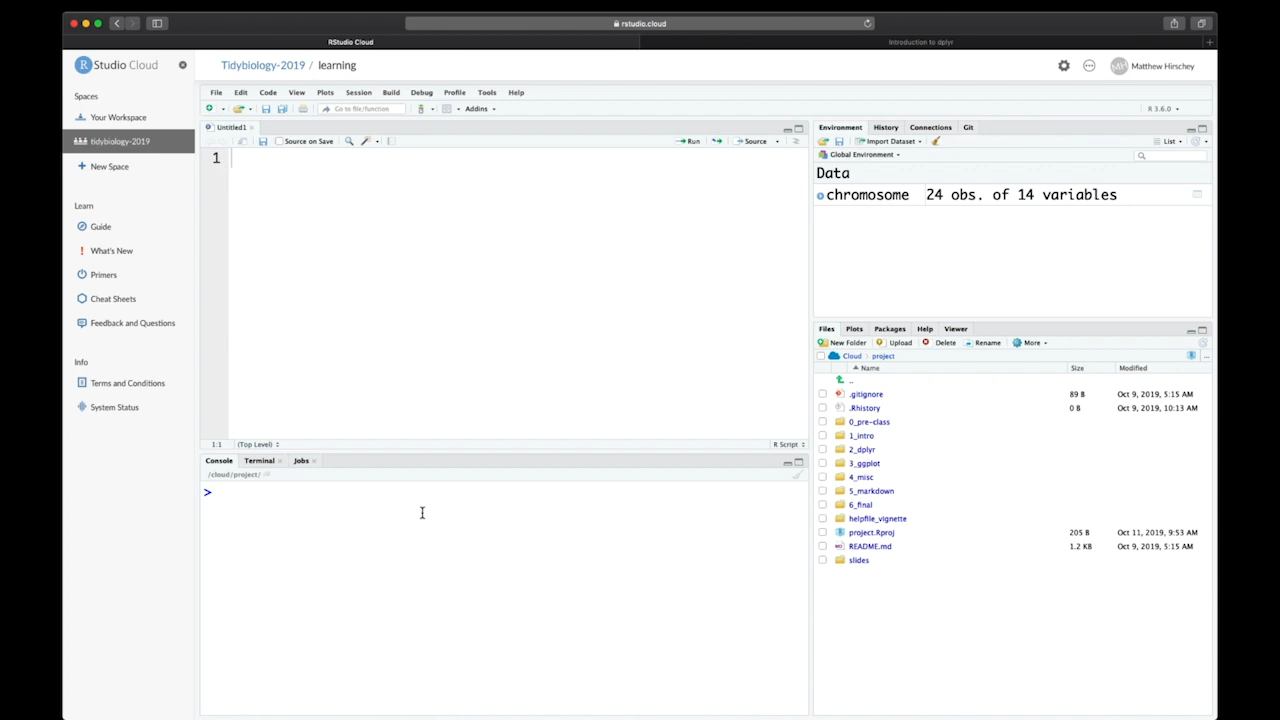 rstudio.cloud
RStudio Cloud
Introduction to dplyr
R Studio Cloud
Tidybiology-2019 / learning
Matthew Hirschey
Spaces
Your Workspace
tidybiology-2019
New Space
Learn
Guide
What's New
Primers
Cheat Sheets
Feedback and Questions
Info
Terms and Conditions
System Status
File Edit Code View Plots Session Build Debug Profile Tools Help
Go to file/function
Addins
R 3.6.0
Untitled1
Source on Save
Run
Source
1
1:1 (Top Level)
R Script
Console Terminal Jobs
/cloud/project/
>
Environment History Connections Git
Import Dataset
List
Global Environment
Data
chromosome 24 obs. of 14 variables
Files Plots Packages Help Viewer
New Folder Upload Delete Rename More
Cloud project
Name Size Modified
..
.gitignore 89 B Oct 9, 2019, 5:15 AM
.Rhistory 0 B Oct 9, 2019, 10:13 AM
0_pre-class
1_intro
2_dplyr
3_ggplot
4_misc
5_markdown
6_final
helpfile_vignette
project.Rproj 205 B Oct 11, 2019, 9:53 AM
README.md 1.2 KB Oct 9, 2019, 5:15 AM
slides